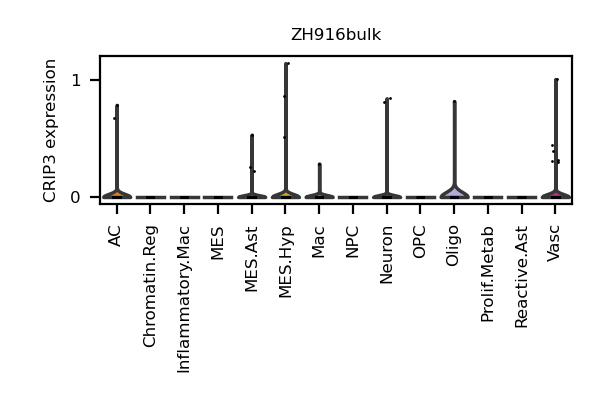 ZH916bulk
CRIP3 expression
1
0
AC
Chromatin.Reg
Inflammatory.Mac
MES
MES.Ast
MES.Hyp
Mac
NPC
Neuron
OPC
Oligo
Prolif.Metab
Reactive.Ast
Vasc